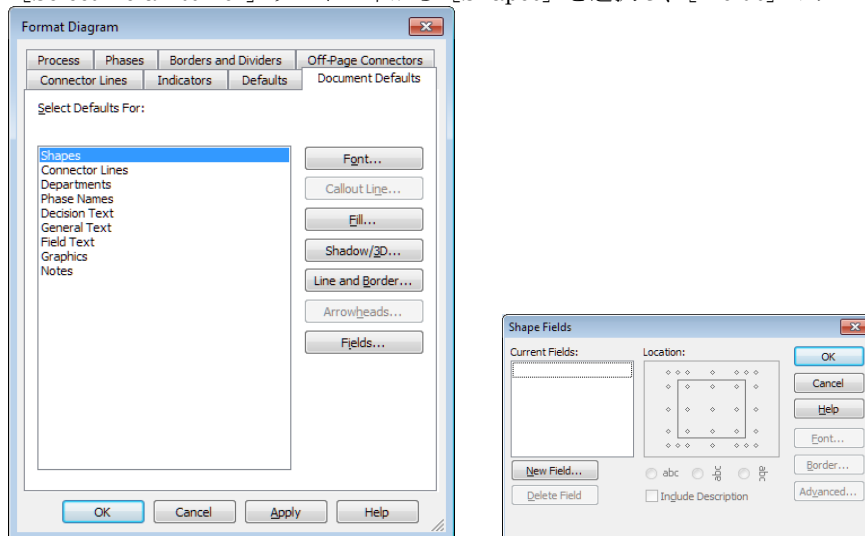 Format Diagram
Process Phases Borders and Dividers Off-Page Connectors
Connector Lines Indicators Defaults Document Defaults
Select Defaults For:
Shapes
Connector Lines
Departments
Phase Names
Decision Text
General Text
Field Text
Graphics
Notes
Font...
Callout Line...
Fill...
Shadow/3D...
Line and Border...
Arrowheads...
Fields...
OK Cancel Apply Help
Shape Fields
Current Fields: Location:
OK
Cancel
Help
Font...
Border...
Advanced...
New Field...
Delete Field
abc abc abc
Include Description